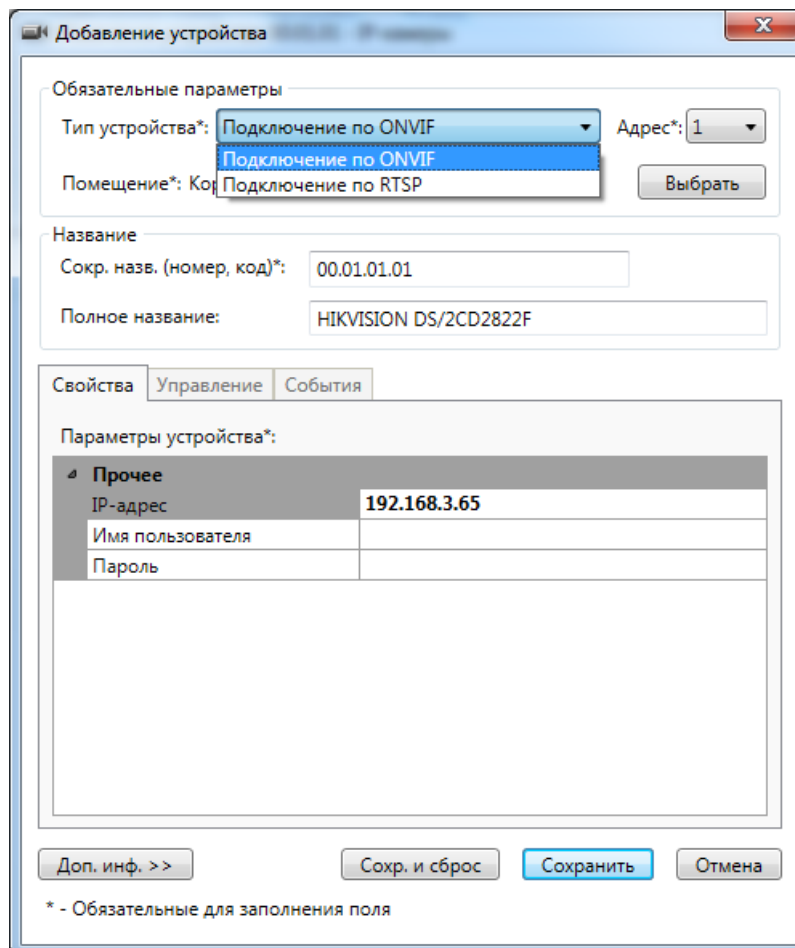 Добавление устройства
Обязательные параметры
Тип устройства*: Подключение по ONVIF Адрес*: 1
Подключение по ONVIF
Помещение*: Кор Подключение по RTSP Выбрать
Название
Сокр. назв. (номер, код)*: 00.01.01.01
Полное название: HIKVISION DS/2CD2822F
Свойства Управление События
Параметры устройства*:
Прочее
IP-адрес 192.168.3.65
Имя пользователя
Пароль
Доп. инф. >> Сохр. и сброс Сохранить Отмена
* - Обязательные для заполнения поля